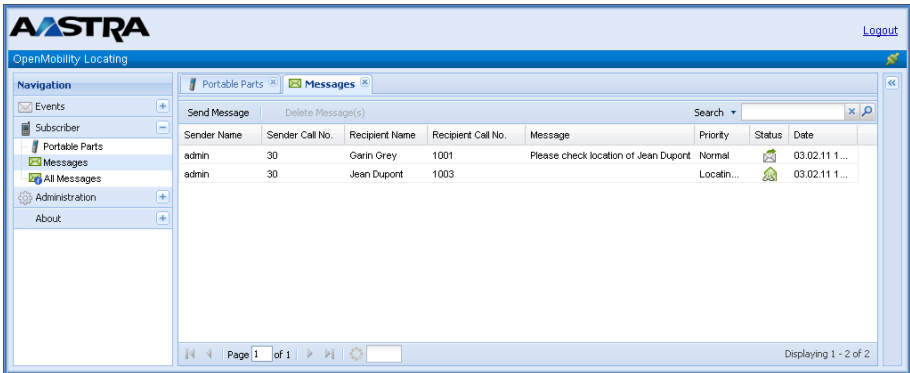 AASTRA
Logout
OpenMobility Locating
Navigation
Events
Subscriber
Portable Parts
Messages
All Messages
Administration
About
Portable Parts Messages
Send Message Delete Message(s) Search
Sender Name Sender Call No. Recipient Name Recipient Call No. Message Priority Status Date
admin 30 Garin Grey 1001 Please check location of Jean Dupont Normal 03.02.11 1...
admin 30 Jean Dupont 1003 Locatin... 03.02.11 1...
Page 1 of 1 Displaying 1 - 2 of 2